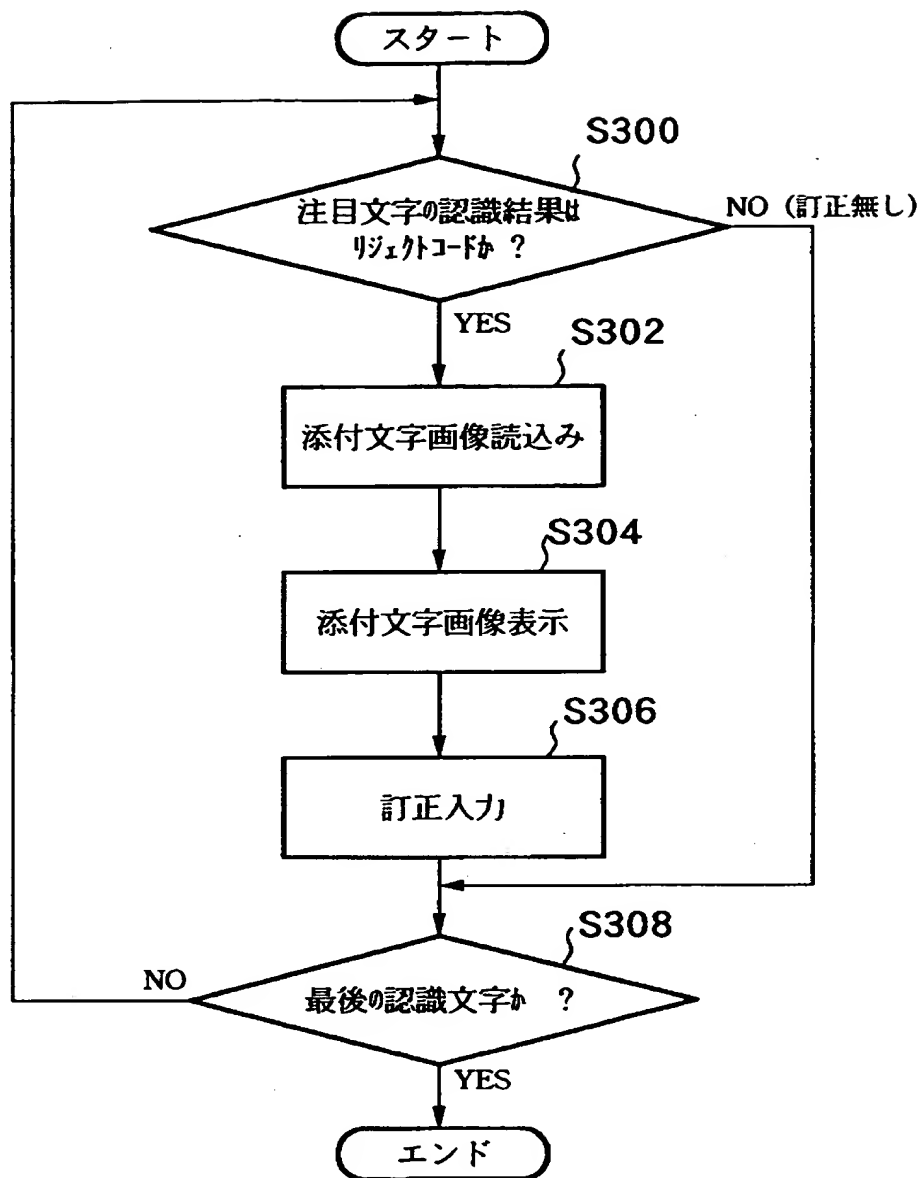 スタート
S300
注目文字の認識結果は
リジェクトコードか ?
NO (訂正無し)
YES
S302
添付文字画像読込み
S304
添付文字画像表示
S306
訂正入力
S308
NO
最後の認識文字か ?
YES
エンド